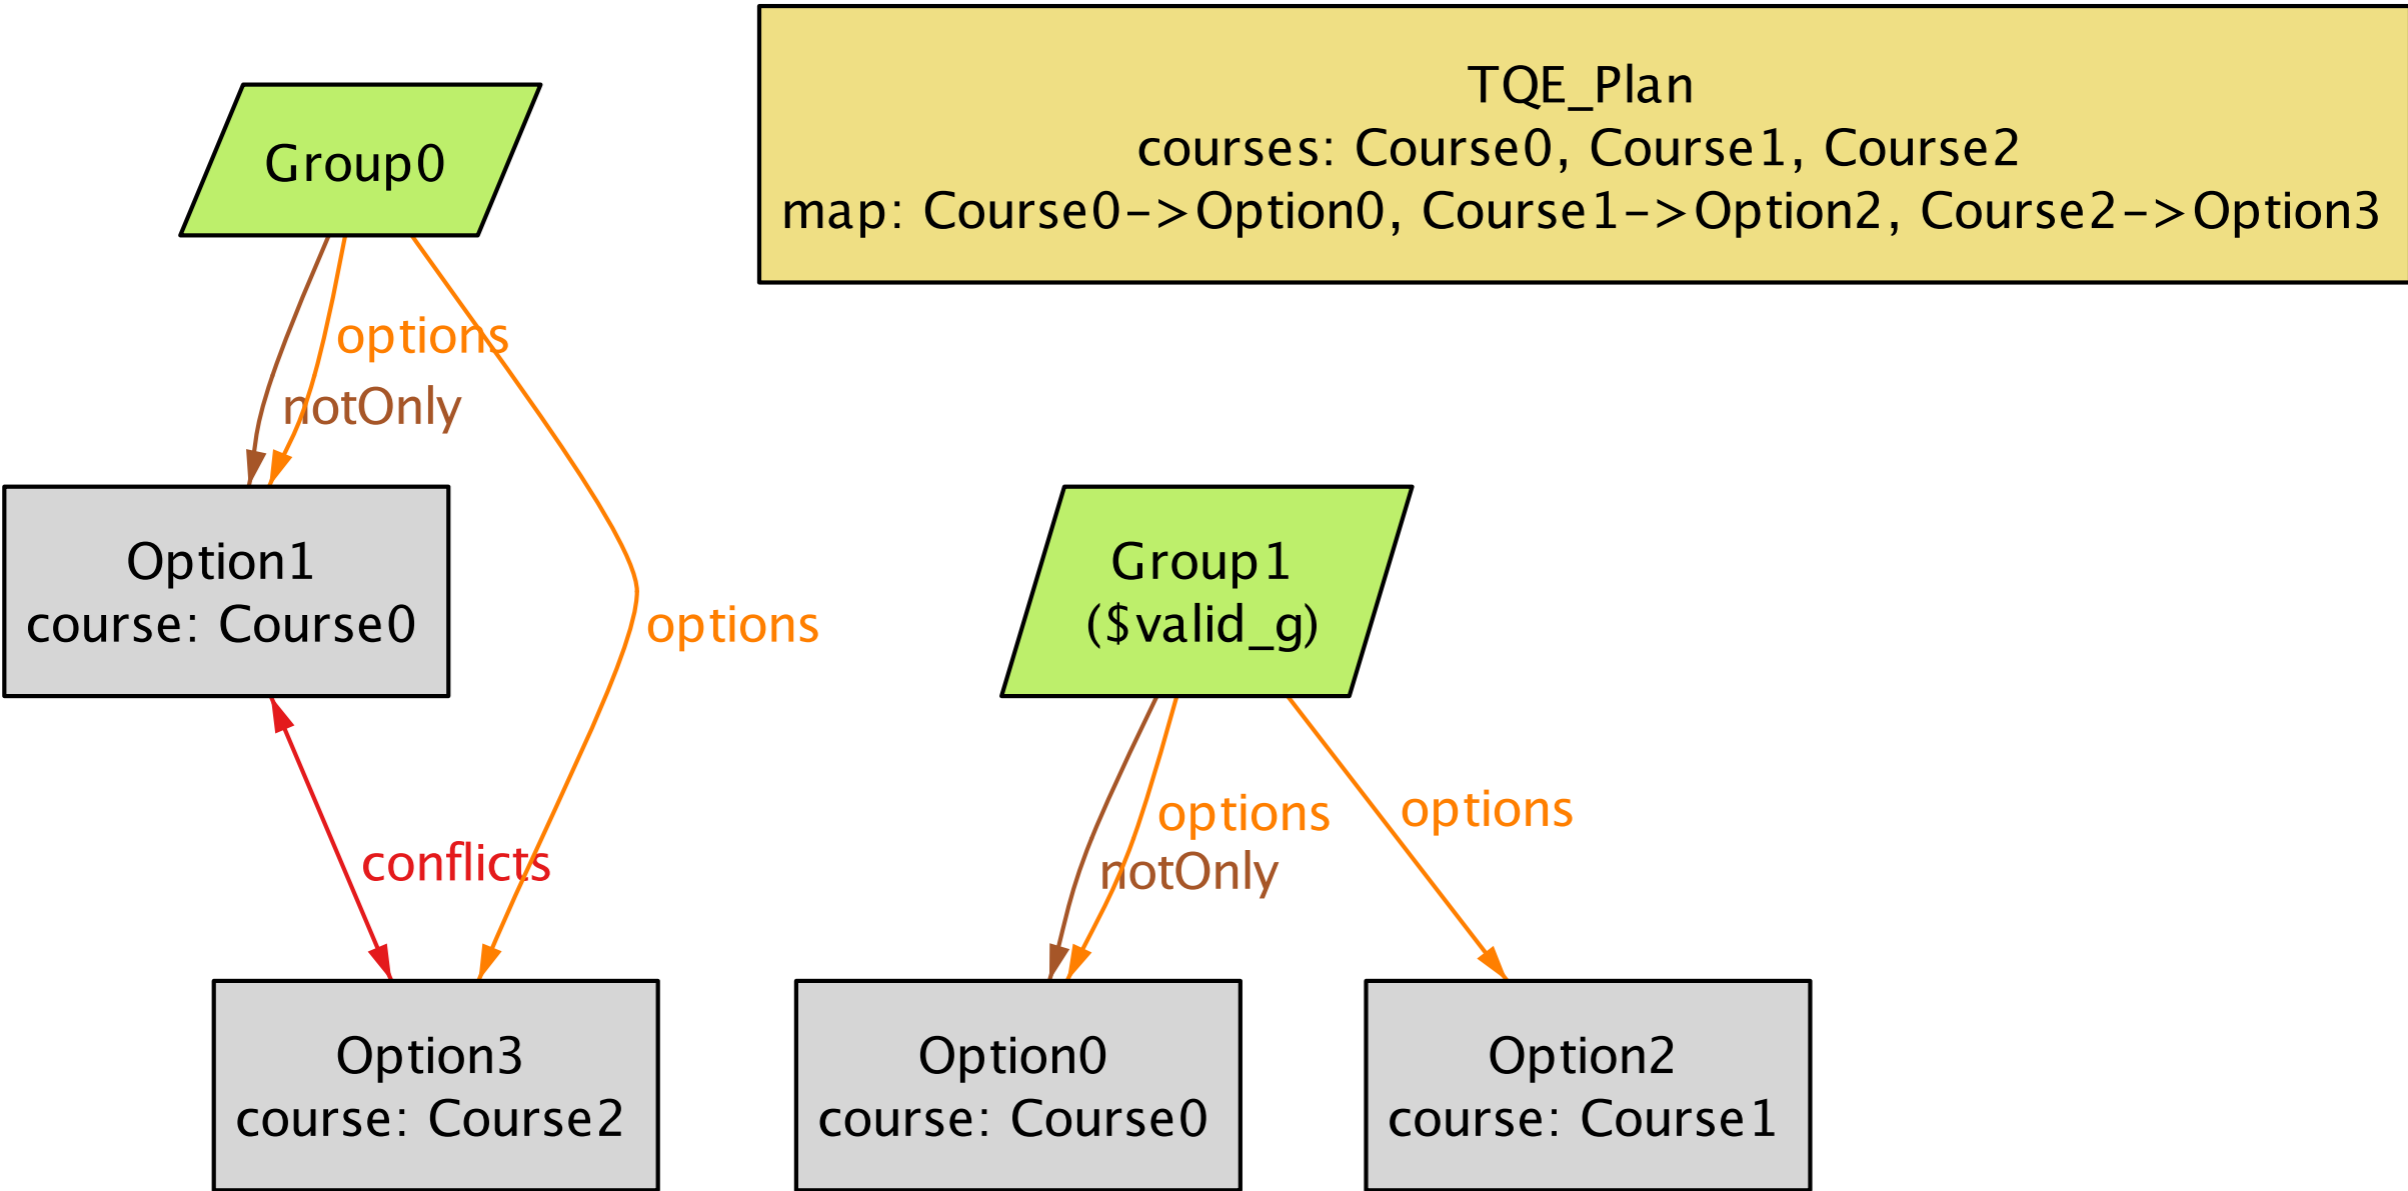 TQE_Plan
courses: Course0, Course1, Course2
map: Course0->Option0, Course1->Option2, Course2->Option3
Group0
options
notOnly
Option1
course: Course0
options
Group1
($valid_g)
conflicts
options
notOnly
options
Option3
course: Course2
Option0
course: Course0
Option2
course: Course1